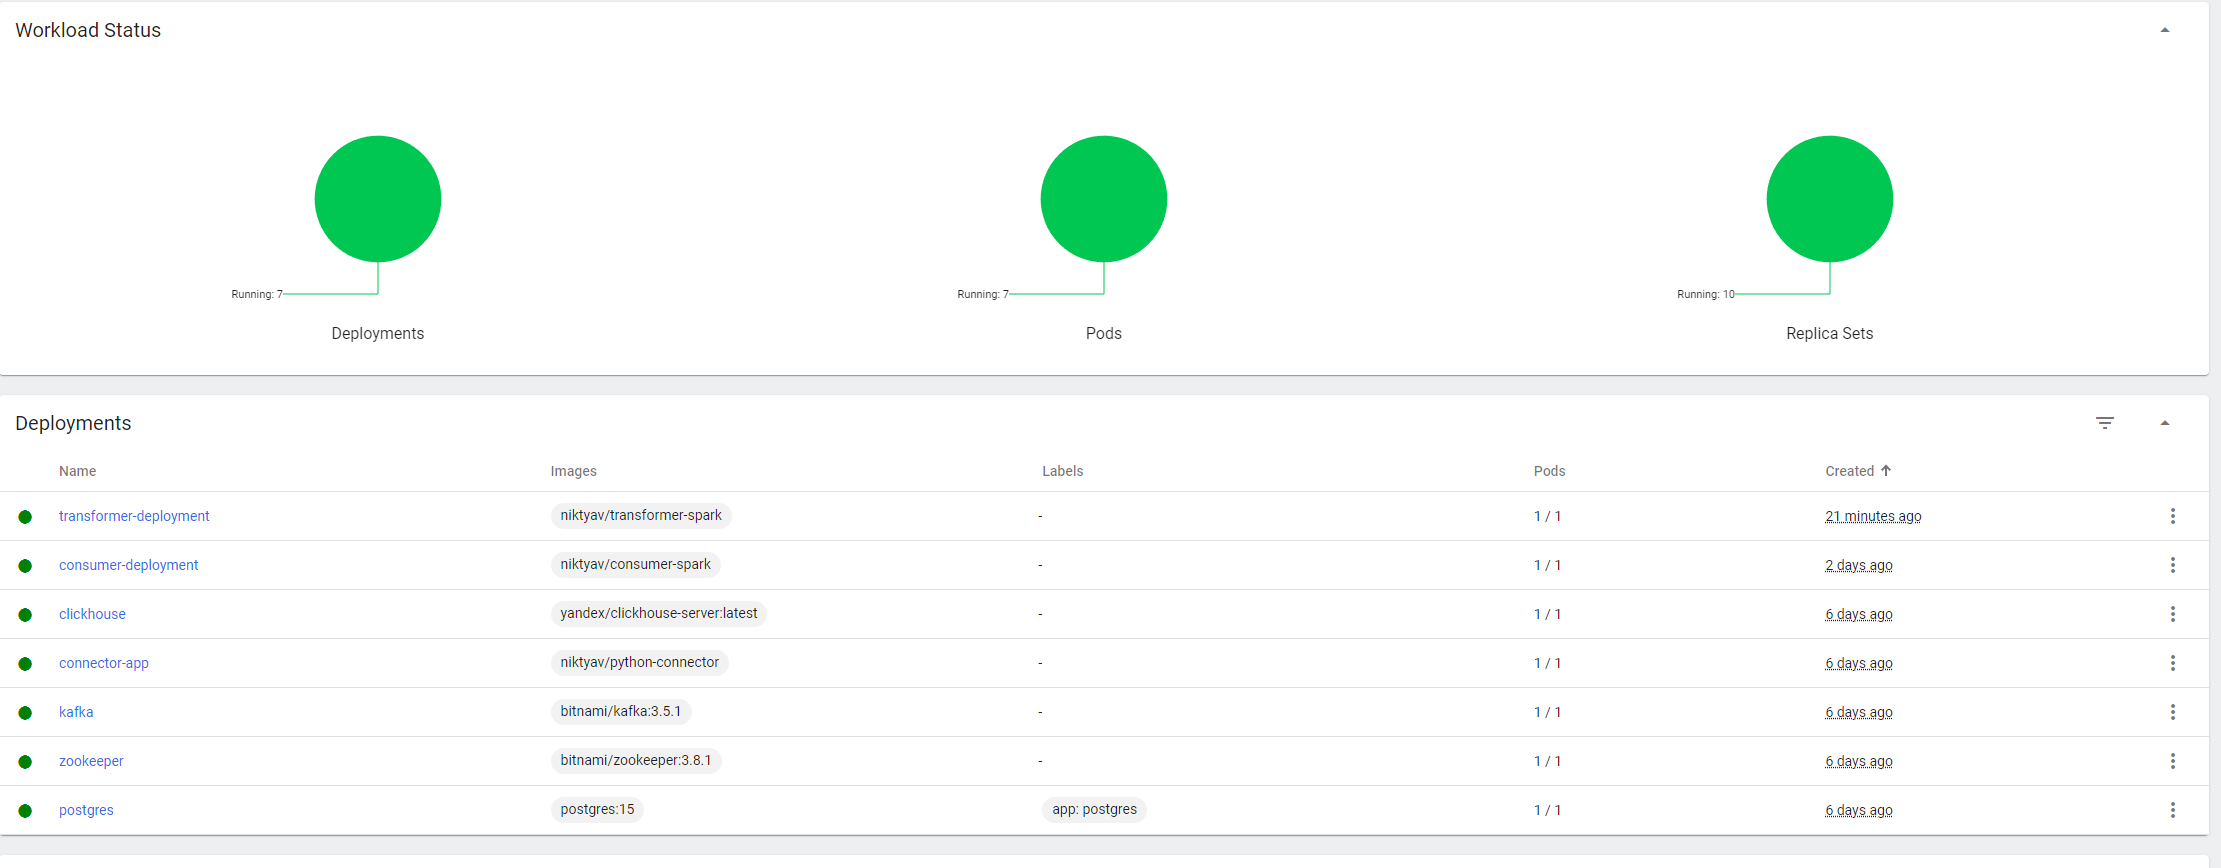 Workload Status
Running: 7
Running: 7
Running: 10
Deployments
Pods
Replica Sets
Deployments
Name Images Labels Pods Created
transformer-deployment niktyav/transformer-spark - 1 / 1 21 minutes ago
consumer-deployment niktyav/consumer-spark - 1 / 1 2 days ago
clickhouse yandex/clickhouse-server:latest - 1 / 1 6 days ago
connector-app niktyav/python-connector - 1 / 1 6 days ago
kafka bitnami/kafka:3.5.1 - 1 / 1 6 days ago
zookeeper bitnami/zookeeper:3.8.1 - 1 / 1 6 days ago
postgres postgres:15 app: postgres 1 / 1 6 days ago